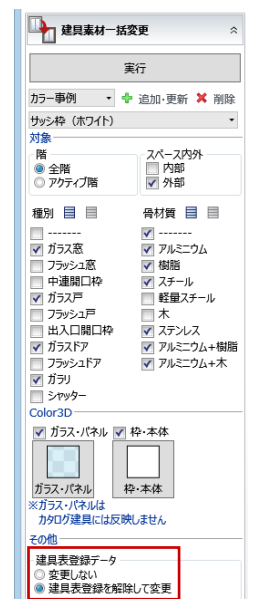 建具素材一括変更
実行
カラー事例 追加・更新 削除
サッシ枠（ホワイト）
対象
階 スペース内外
全階 内部
アクティブ階 外部
種別 骨材質
------- -------
ガラス窓 アルミニウム
フラッシュ窓 樹脂
中連開口枠 スチール
ガラス戸 軽量スチール
フラッシュ戸 木
出入口開口枠 ステンレス
ガラスドア アルミニウム+樹脂
フラッシュドア アルミニウム+木
ガラリ
シャッター
Color3D
ガラス・パネル 枠・本体
ガラス・パネル 枠・本体
※ガラス・パネルは
カタログ建具には反映しません
その他
建具表登録データ
変更しない
建具表登録を解除して変更